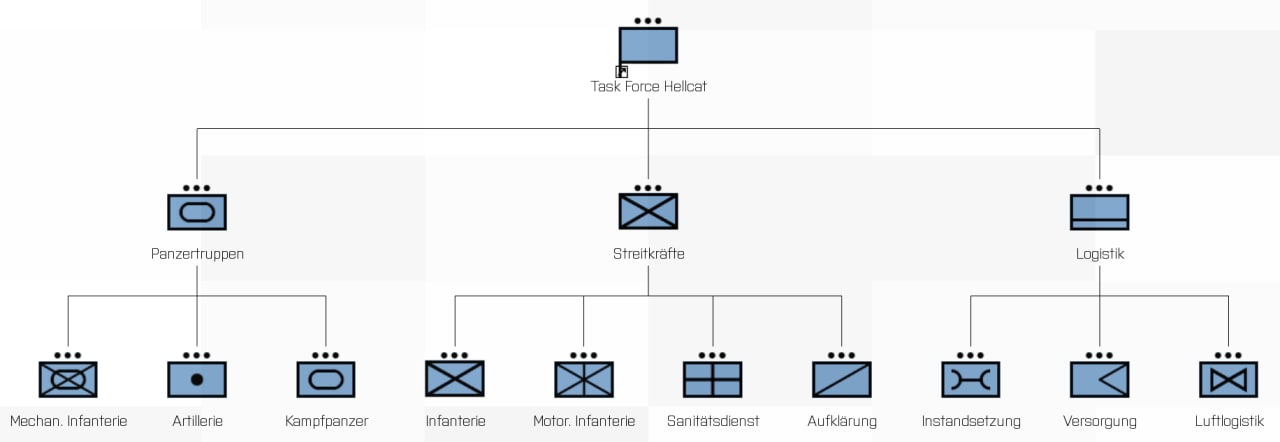 Task Force Hellcat
Panzertruppen
Streitkräfte
Logistik
Mechan. Infanterie
Artillerie
Kampfpanzer
Infanterie
Motor. Infanterie
Sanitätsdienst
Aufklärung
Instandsetzung
Versorgung
Luftlogistik